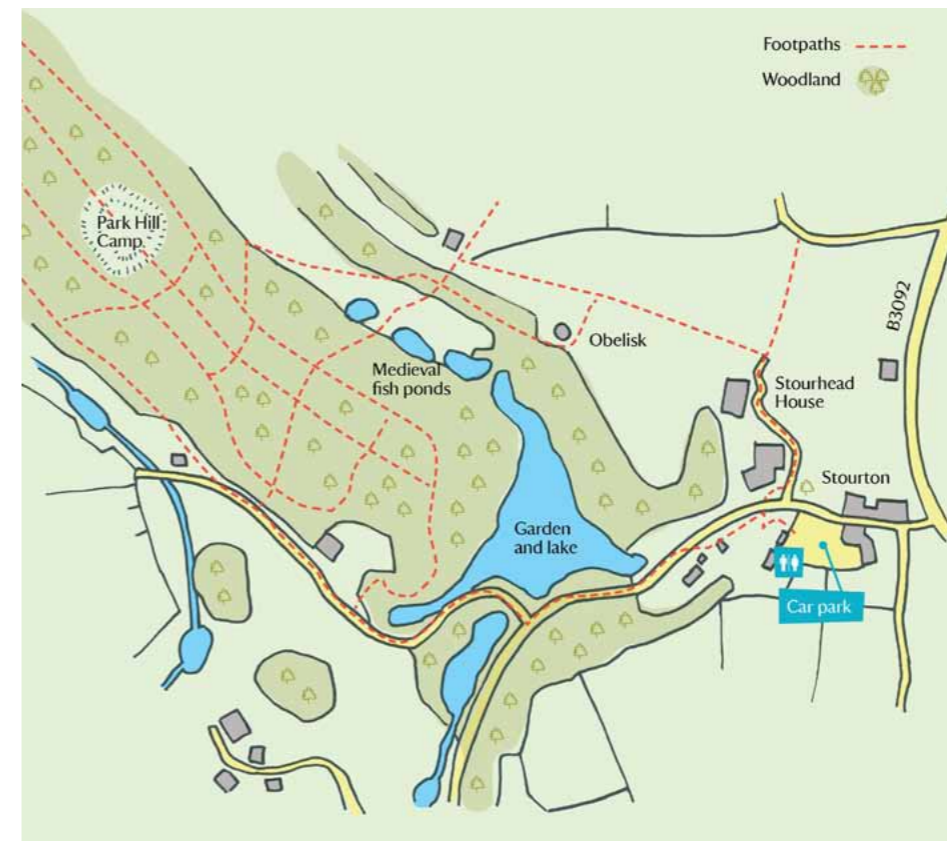 Footpaths
Woodland
Park Hill
Camp
B3092
Obelisk
Medieval
fish ponds
Stourhead
House
Stourton
Garden
and lake
Car park